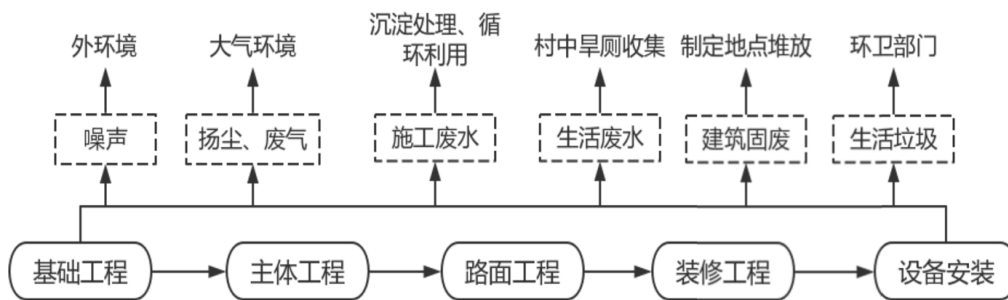 外环境
大气环境
沉淀处理、循
环利用
村中旱厕收集
制定地点堆放
环卫部门
噪声
扬尘、废气
施工废水
生活废水
建筑固废
生活垃圾
基础工程
主体工程
路面工程
装修工程
设备安装